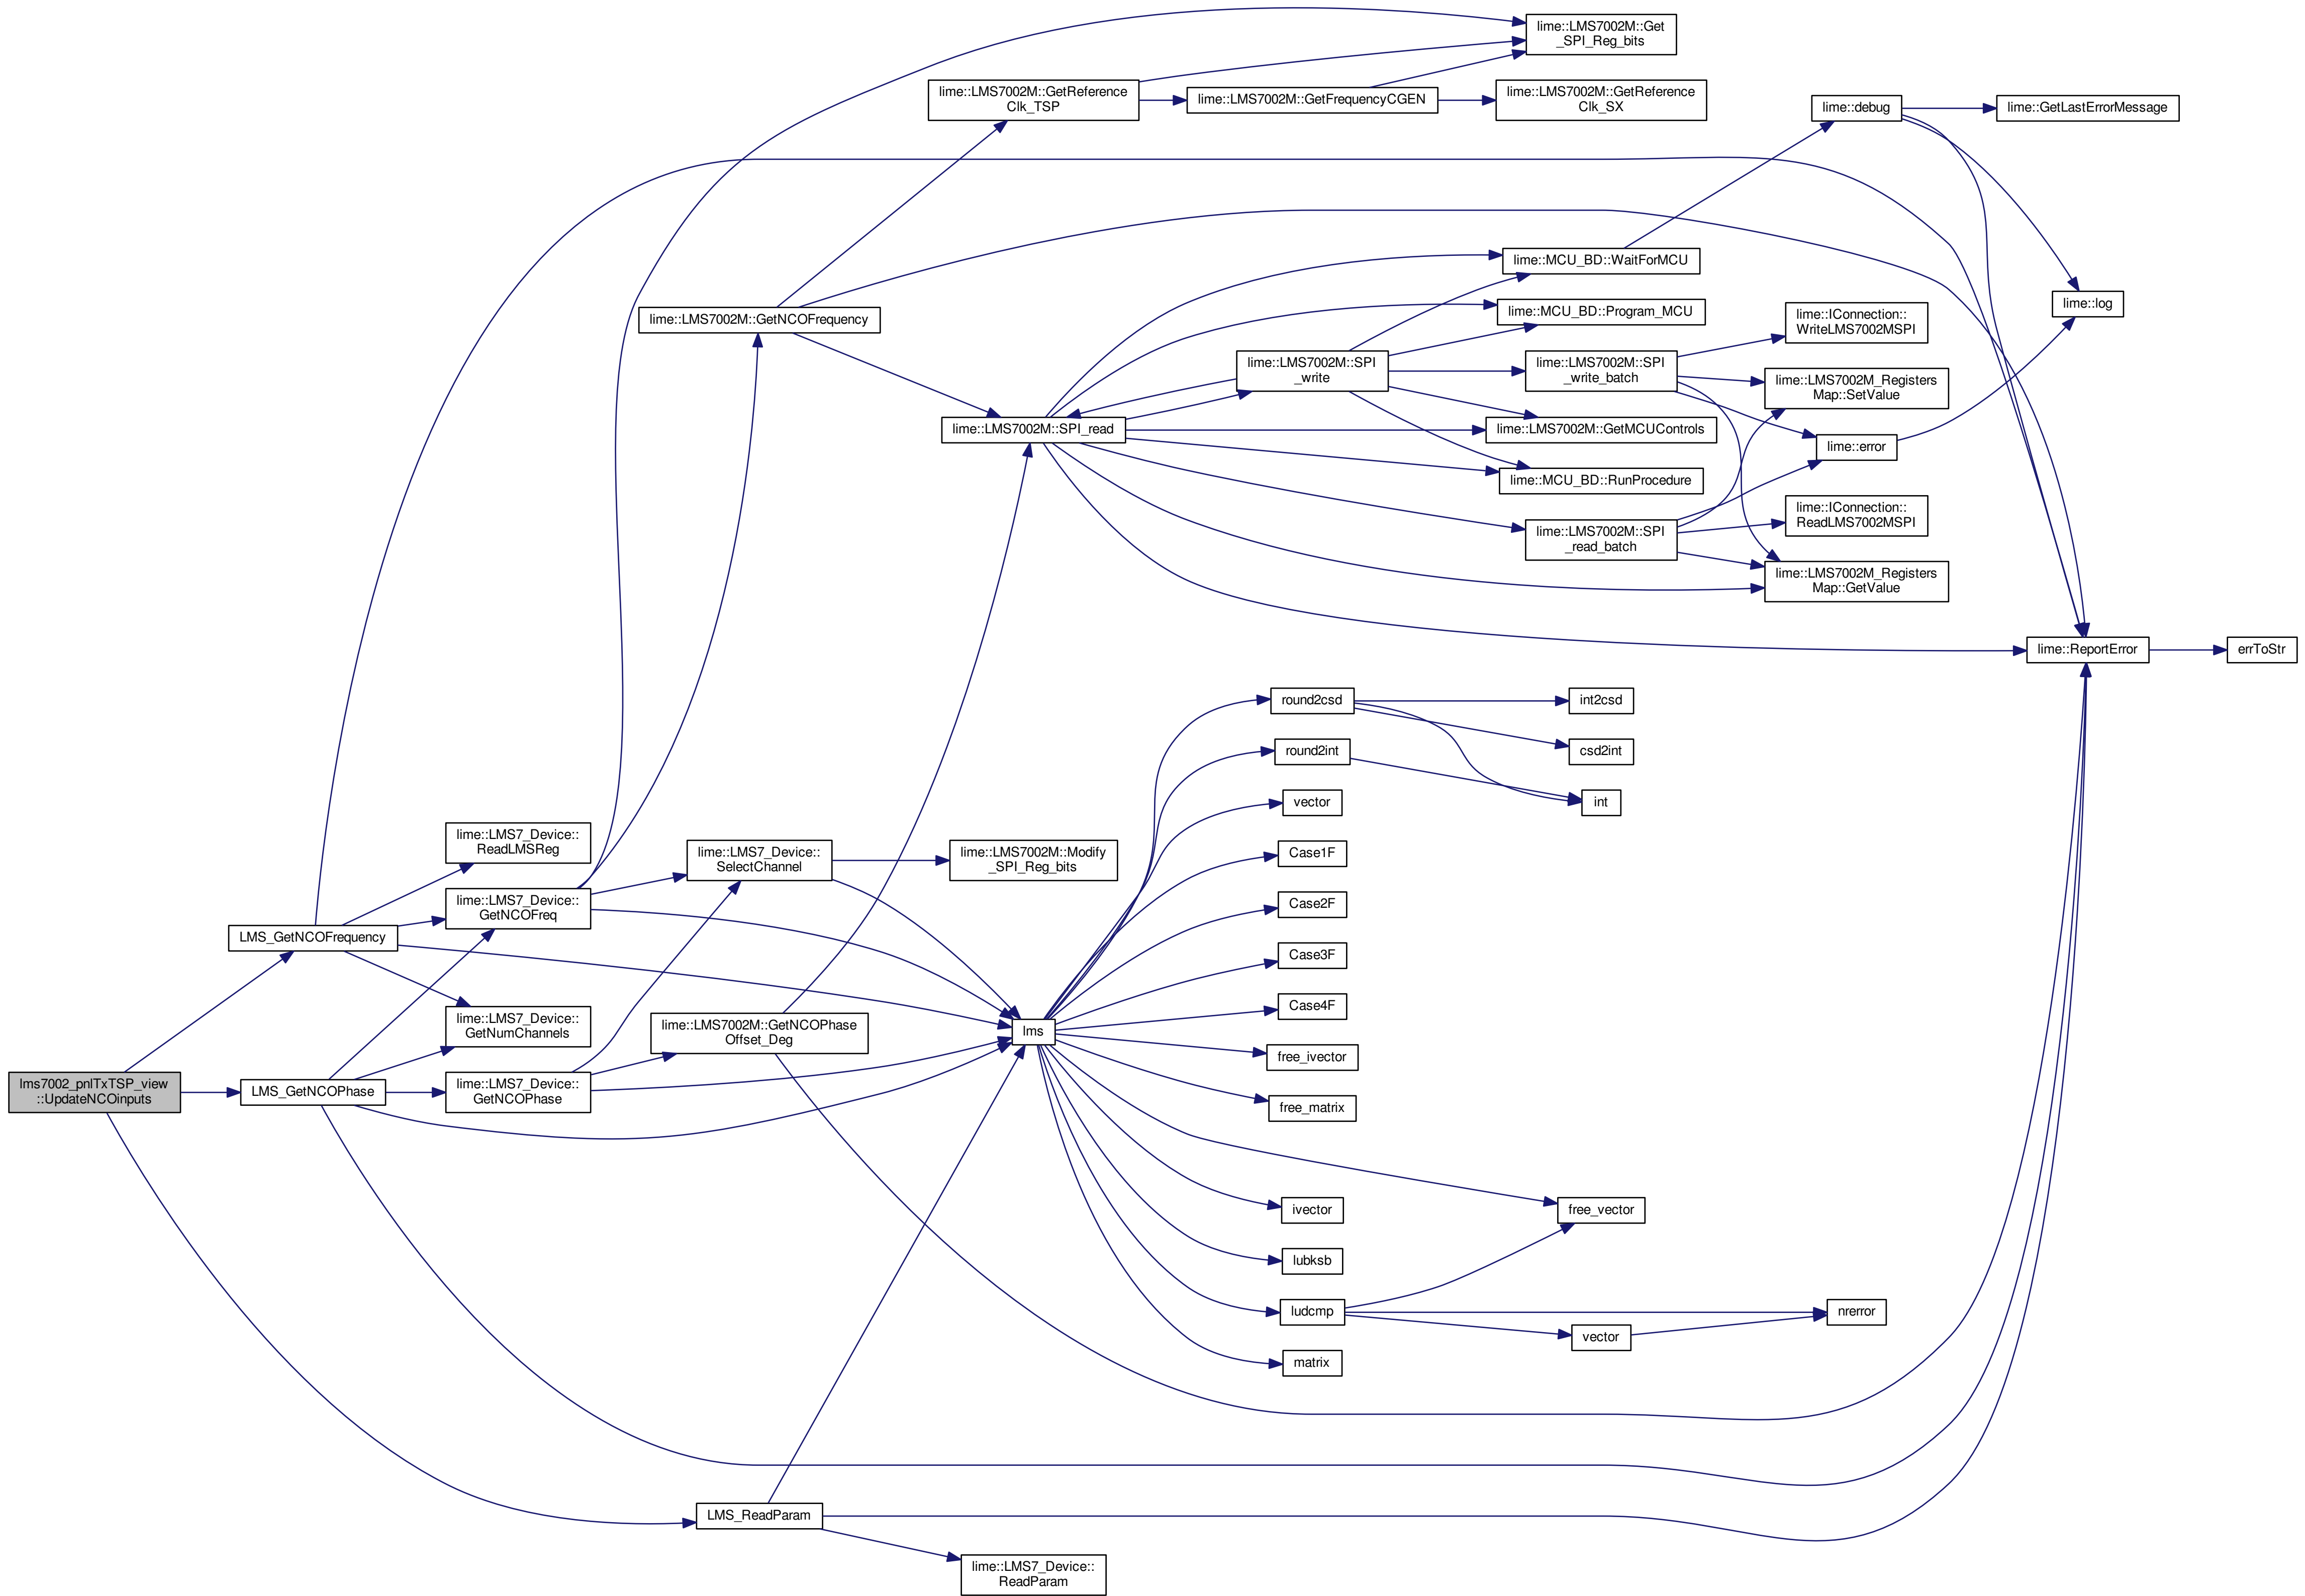 lime::LMS7002M::Get
_SPI_Reg_bits
lime::LMS7002M::GetReference
Clk_TSP
lime::LMS7002M::GetFrequencyCGEN
lime::LMS7002M::GetReference
Clk_SX
lime::debug
lime::GetLastErrorMessage
lime::MCU_BD::WaitForMCU
lime::log
lime::LMS7002M::GetNCOFrequency
lime::MCU_BD::Program_MCU
lime::IConnection::
WriteLMS7002MSPI
lime::LMS7002M::SPI
_write
lime::LMS7002M::SPI
_write_batch
lime::LMS7002M_Registers
Map::SetValue
lime::LMS7002M::SPI_read
lime::LMS7002M::GetMCUControls
lime::error
lime::MCU_BD::RunProcedure
lime::IConnection::
ReadLMS7002MSPI
lime::LMS7002M::SPI
_read_batch
lime::LMS7002M_Registers
Map::GetValue
lime::ReportError
errToStr
round2csd
int2csd
round2int
csd2int
vector
int
lime::LMS7_Device::
ReadLMSReg
lime::LMS7_Device::
SelectChannel
lime::LMS7002M::Modify
_SPI_Reg_bits
Case1F
lime::LMS7_Device::
GetNCOFreq
Case2F
LMS_GetNCOFrequency
Case3F
lime::LMS7_Device::
GetNumChannels
lime::LMS7002M::GetNCOPhase
Offset_Deg
lms
Case4F
free_ivector
lms7002_pnlTxTSP_view
::UpdateNCOinputs
LMS_GetNCOPhase
lime::LMS7_Device::
GetNCOPhase
free_matrix
ivector
free_vector
lubksb
ludcmp
nrerror
vector
matrix
LMS_ReadParam
lime::LMS7_Device::
ReadParam